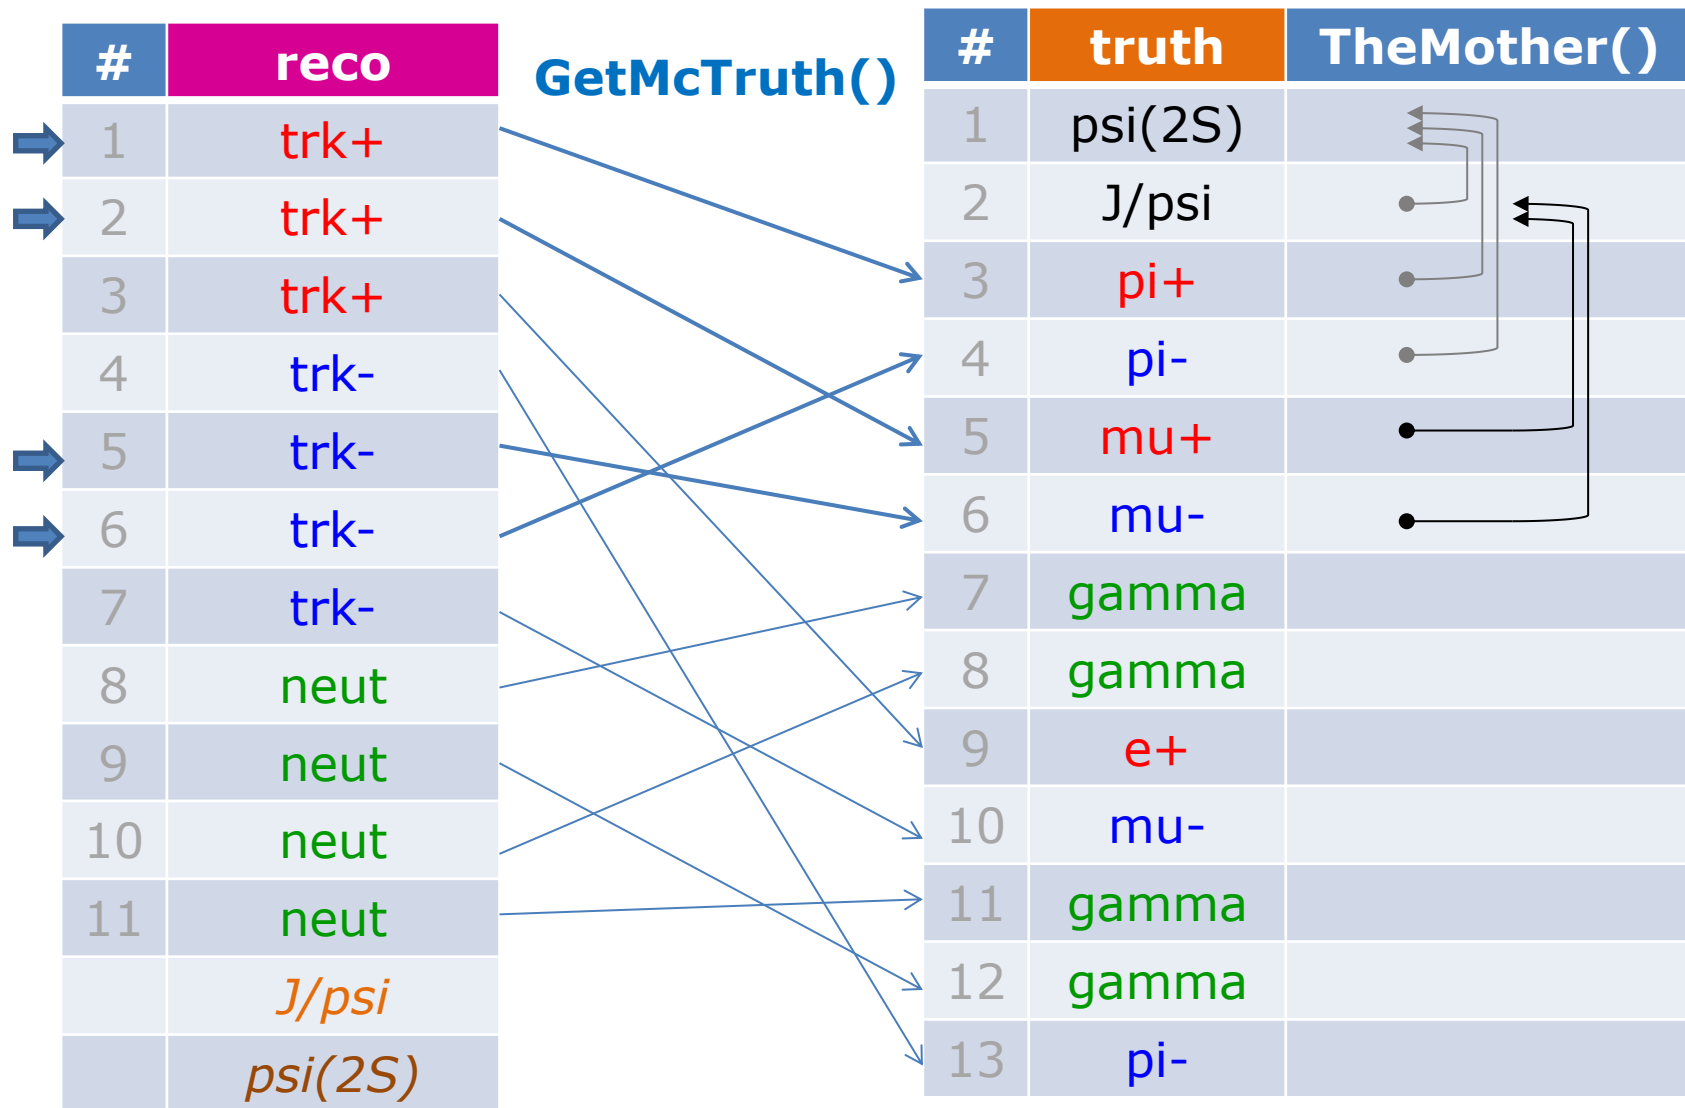 # reco
1 trk+
2 trk+
3 trk+
4 trk-
5 trk-
6 trk-
7 trk-
8 neut
9 neut
10 neut
11 neut
J/psi
psi(2S)
GetMcTruth()
# truth TheMother()
1 psi(2S)
2 J/psi
3 pi+
4 pi-
5 mu+
6 mu-
7 gamma
8 gamma
9 e+
10 mu-
11 gamma
12 gamma
13 pi-